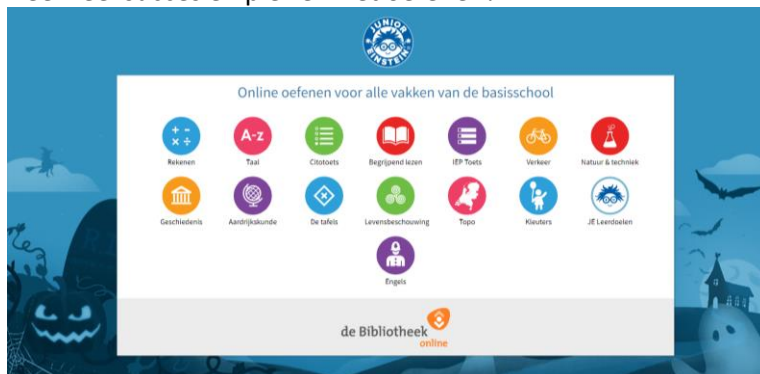 JUNIOR
EINSTEIN
Online oefenen voor alle vakken van de basisschool
+ -
× ÷
A-z
Rekenen
Taal
Citotoets
Begrijpend lezen
IEP Toets
Verkeer
Natuur & techniek
Geschiedenis
Aardrijkskunde
De tafels
Levensbeschouwing
Topo
Kleuters
JE Leerdoelen
Engels
de Bibliotheek
online